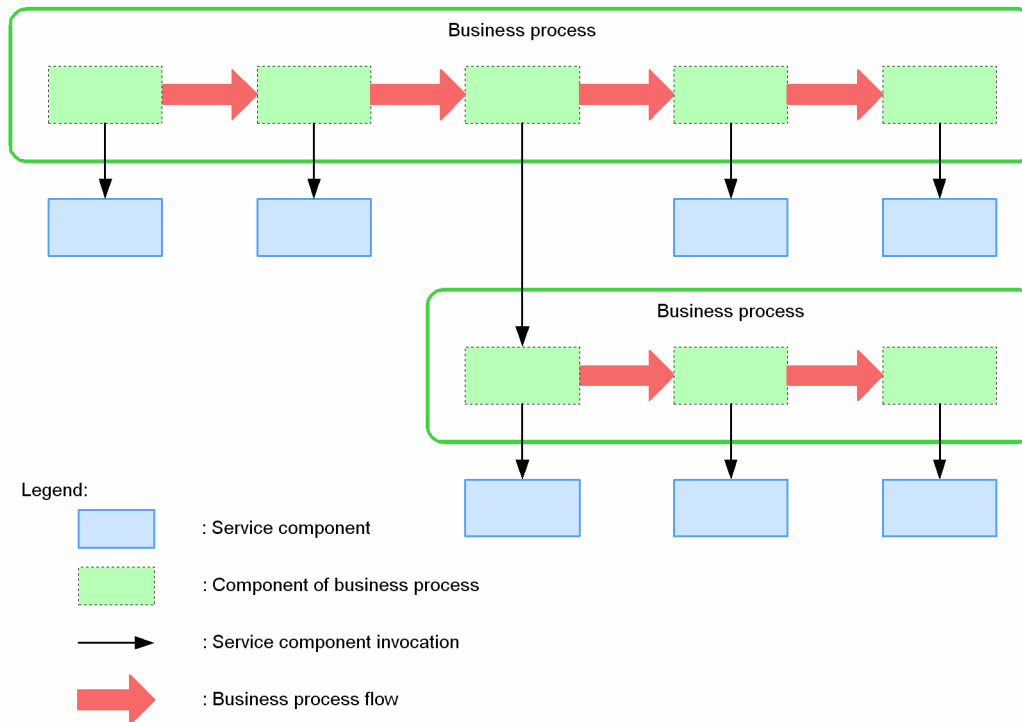 Business process
Business process
Legend:
: Service component
: Component of business process
: Service component invocation
: Business process flow